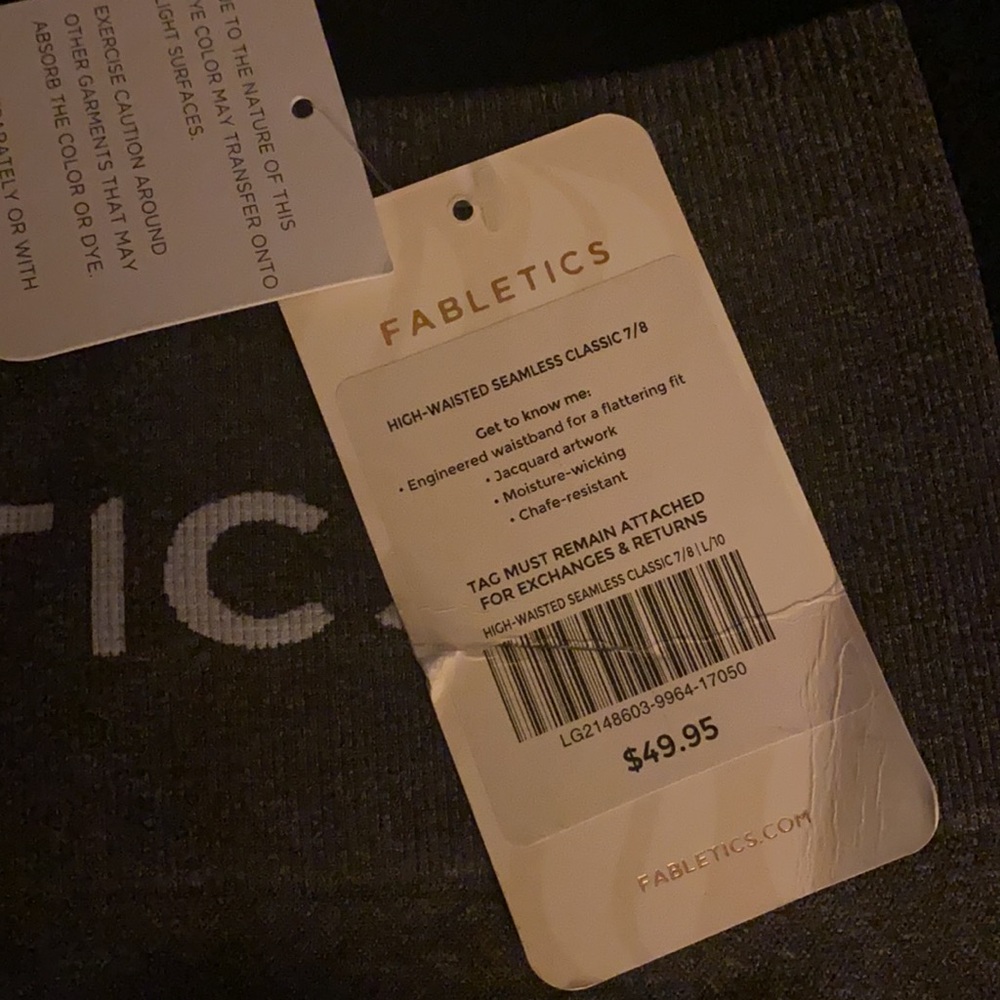 E TO THE NATURE OF THIS
YE COLOR MAY TRANSFER ONTO
IGHT SURFACES.
EXERCISE CAUTION AROUND
OTHER GARMENTS THAT MAY
ABSORB THE COLOR OR DYE.
OR WITH
FABLETICS
HIGH-WAISTED SEAMLESS CLASSIC 7/8
Get to know me:
• Engineered waistband for a flattering fit
• Jacquard artwork
• Moisture-wicking
• Chafe-resistant
TAG MUST REMAIN ATTACHED
FOR EXCHANGES & RETURNS
HIGH-WAISTED SEAMLESS CLASSIC 7/8 | L/10
LG2148603-9964-17050
$49.95
FABLETICS.COM
TICS